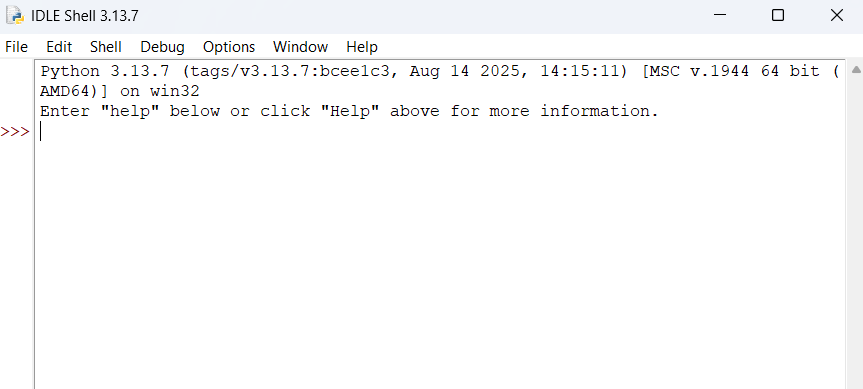 IDLE Shell 3.13.7
File Edit Shell Debug Options Window Help
Python 3.13.7 (tags/v3.13.7:bcee1c3, Aug 14 2025, 14:15:11) [MSC v.1944 64 bit (
AMD64)] on win32
Enter "help" below or click "Help" above for more information.
>>>